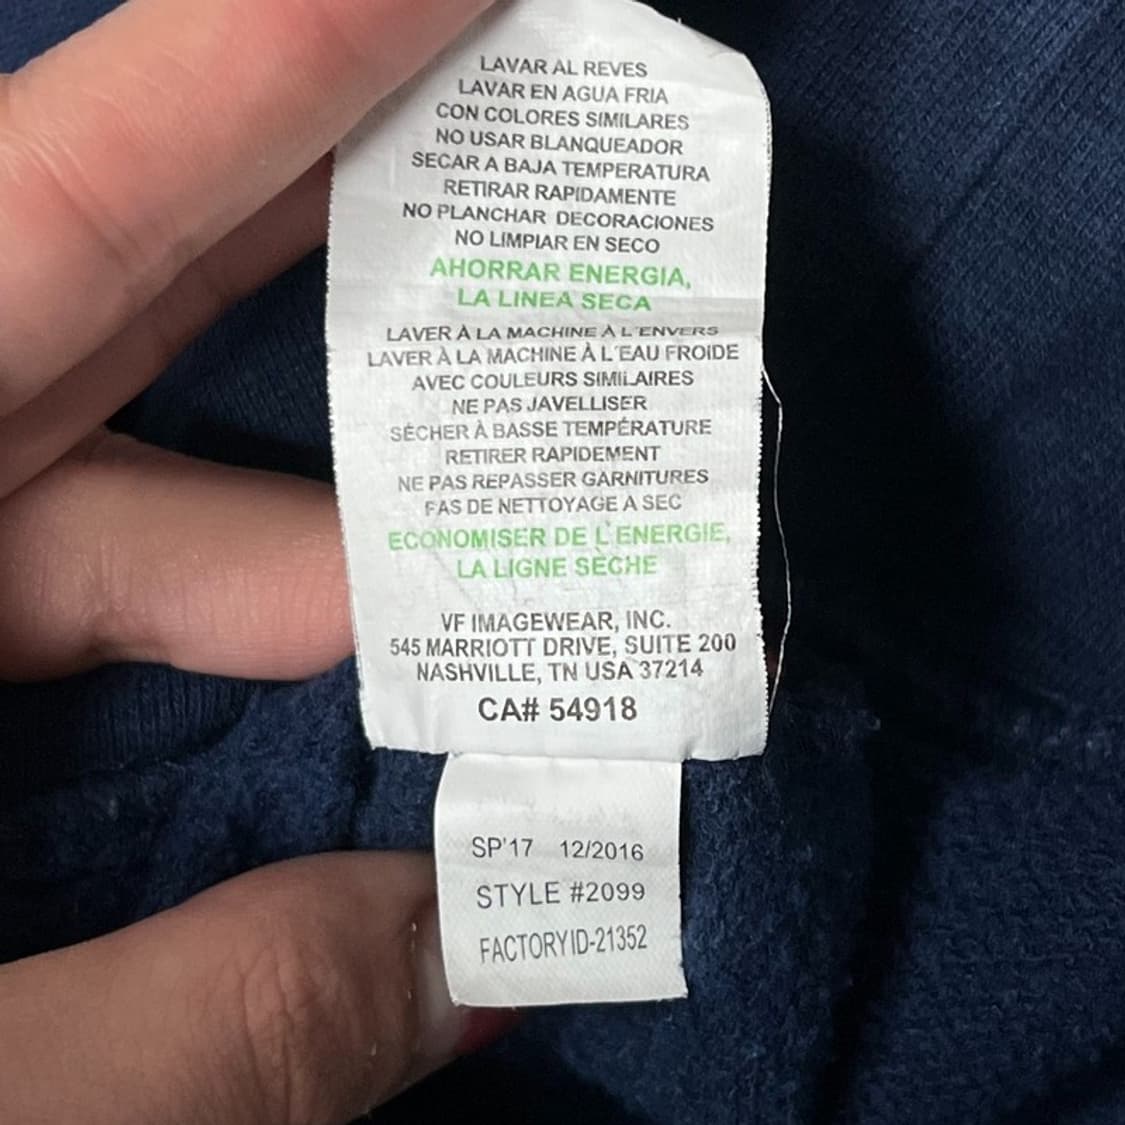 LAVAR AL REVES
LAVAR EN AGUA FRIA
CON COLORES SIMILARES
NO USAR BLANQUEADOR
SECAR A BAJA TEMPERATURA
RETIRAR RAPIDAMENTE
NO PLANCHAR DECORACIONES
NO LIMPIAR EN SECO
AHORRAR ENERGIA,
LA LINEA SECA
LAVER À LA MACHINE À L'ENVERS
LAVER À LA MACHINE À L'EAU FROIDE
AVEC COULEURS SIMILAIRES
NE PAS JAVELLISER
SÉCHER À BASSE TEMPÉRATURE
RETIRER RAPIDEMENT
NE PAS REPASSER GARNITURES
FAS DE NETTOYAGE A SEC
ECONOMISER DE L'ENERGIE,
LA LIGNE SÈCHE
VF IMAGEWEAR, INC.
545 MARRIOTT DRIVE, SUITE 200
NASHVILLE, TN USA 37214
CA# 54918
SP'17 12/2016
STYLE #2099
FACTORY ID-21352